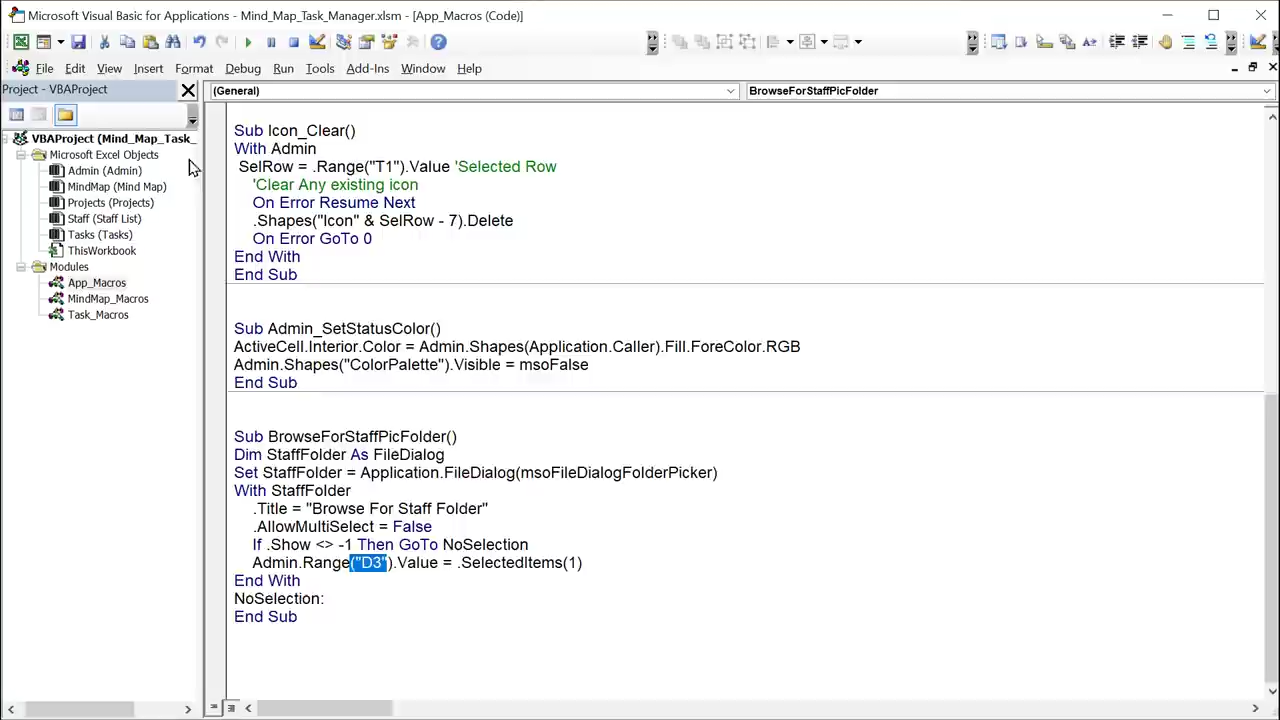 Microsoft Visual Basic for Applications - Mind_Map_Task_Manager.xlsm - [App_Macros (Code)]
File Edit View Insert Format Debug Run Tools Add-Ins Window Help
Project - VBAProject
(General)
BrowseForStaffPicFolder
VBAProject (Mind_Map_Task_
Microsoft Excel Objects
Admin (Admin)
MindMap (Mind Map)
Projects (Projects)
Staff (Staff List)
Tasks (Tasks)
ThisWorkbook
Modules
App_Macros
MindMap_Macros
Task_Macros
Sub Icon_Clear()
With Admin
SelRow = .Range("T1").Value 'Selected Row
'Clear Any existing icon
On Error Resume Next
.Shapes("Icon" & SelRow - 7).Delete
On Error GoTo 0
End With
End Sub
Sub Admin_SetStatusColor()
ActiveCell.Interior.Color = Admin.Shapes(Application.Caller).Fill.ForeColor.RGB
Admin.Shapes("ColorPalette").Visible = msoFalse
End Sub
Sub BrowseForStaffPicFolder()
Dim StaffFolder As FileDialog
Set StaffFolder = Application.FileDialog(msoFileDialogFolderPicker)
With StaffFolder
.Title = "Browse For Staff Folder"
.AllowMultiSelect = False
If .Show <> -1 Then GoTo NoSelection
Admin.Range("D3").Value = .SelectedItems(1)
End With
NoSelection:
End Sub